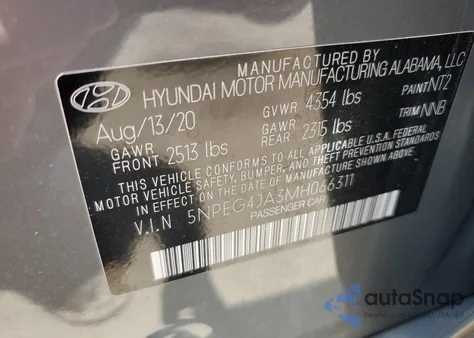 MANUFACTURED BY
HYUNDAI MOTOR MANUFACTURING ALABAMA, LLC
Aug/13/20 GVWR 4354 lbs PAINT NT2
GAWR FRONT 2513 lbs GAWR REAR 2315 lbs TRIM NNB
THIS VEHICLE CONFORMS TO ALL APPLICABLE U.S.A. FEDERAL
MOTOR VEHICLE SAFETY, BUMPER, AND THEFT PREVENTION
STANDARDS IN EFFECT ON THE DATE OF MANUFACTURE
SHOWN ABOVE.
V.I.N 5NPEG4JA3MH066311
PASSENGER CAR
autoSnap